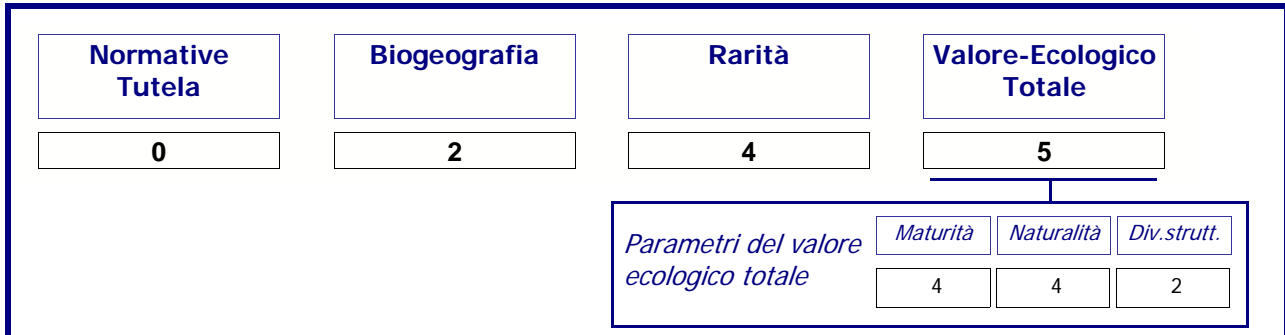 Normative
Tutela
Biogeografia
Rarità
Valore-Ecologico
Totale
0
2
4
5
Parametri del valore
ecologico totale
Maturità
Naturalità
Div.strutt.
4
4
2